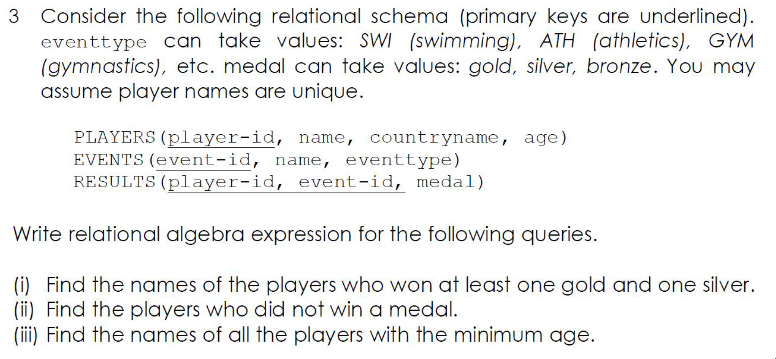 3 Consider the following relational schema (primary keys are underlined).
eventtype can take values: SWI (swimming), ATH (athletics), GYM
(gymnastics), etc. medal can take values: gold, silver, bronze. You may
assume player names are unique.
PLAYERS(player-id, name, countryname, age)
EVENTS(event-id, name, eventtype)
RESULTS(player-id, event-id, medal)
Write relational algebra expression for the following queries.
(i) Find the names of the players who won at least one gold and one silver.
(ii) Find the players who did not win a medal.
(iii) Find the names of all the players with the minimum age.